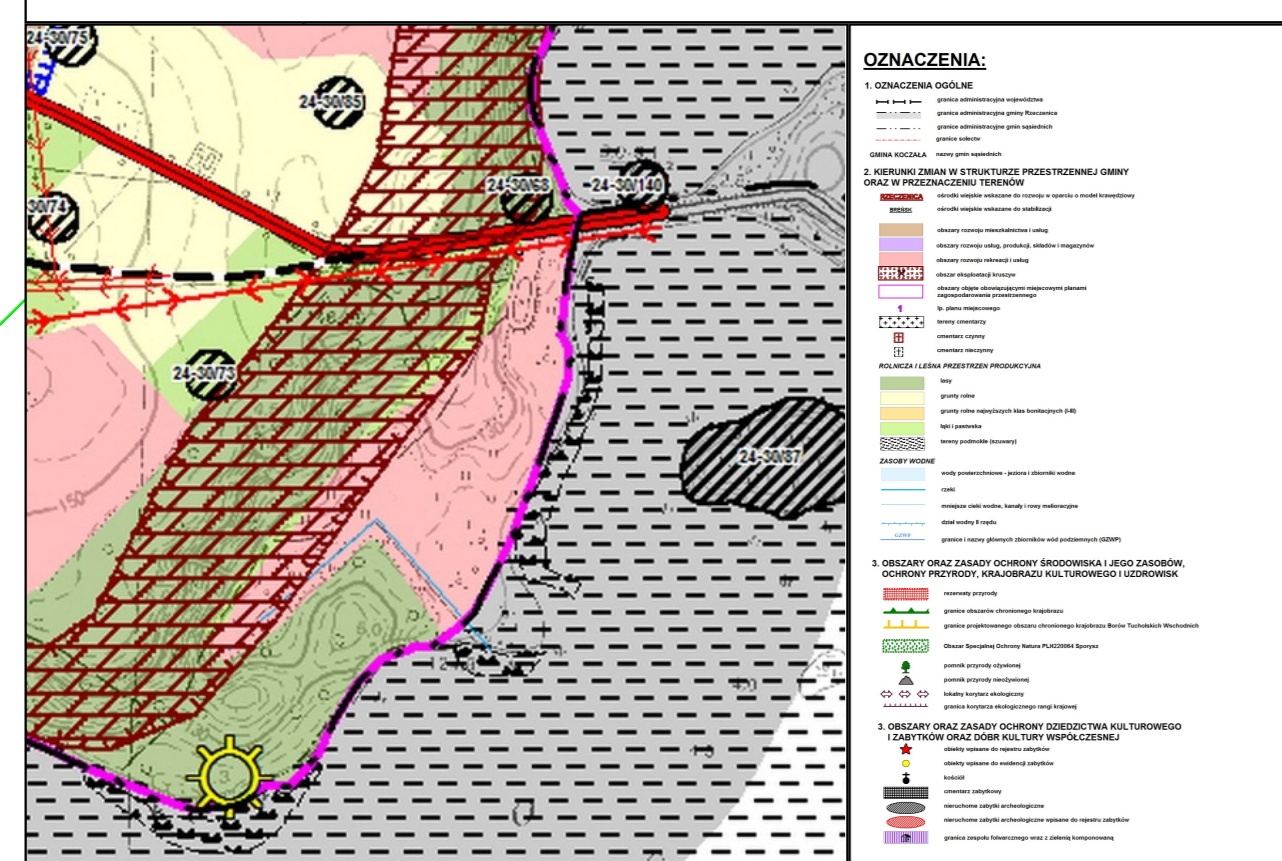 24-30/75
24-30/85
30/74
24-30/68
24-30/140
24-30/73
24-30/87
150
OZNACZENIA:
1. OZNACZENIA OGÓLNE
granica administracyjna województwa
granica administracyjna gminy Rzeczenica
granice administracyjne gmin sąsiednich
granice sołectw
GMINA KOCZAŁA nazwy gmin sąsiednich
2. KIERUNKI ZMIAN W STRUKTURZE PRZESTRZENNEJ GMINY
ORAZ W PRZEZNACZENIU TERENÓW
RZECZENICA ośrodki wiejskie wskazane do rozwoju w oparciu o model krawędziowy
BREŃSK ośrodki wiejskie wskazane do stabilizacji
obszary rozwoju mieszkalnictwa i usług
obszary rozwoju usług, produkcji, składów i magazynów
obszary rozwoju rekreacji i usług
obszar eksploatacji kruszyw
obszary objęte obowiązującymi miejscowymi planami
zagospodarowania przestrzennego
1 lp. planu miejscowego
tereny cmentarzy
cmentarz czynny
cmentarz nieczynny
ROLNICZA I LEŚNA PRZESTRZEN PRODUKCYJNA
lasy
grunty rolne
grunty rolne najwyższych klas bonitacyjnych (I-III)
łąki i pastwska
tereny podmokłe (szuwary)
ZASOBY WODNE
wody powierzchniowe - jeziora i zbiorniki wodne
rzeki
mniejsze cieki wodne, kanały i rowy melioracyjne
dział wodny II rzędu
GZWP granice i nazwy głównych zbiorników wód podziemnych (GZWP)
3. OBSZARY ORAZ ZASADY OCHRONY ŚRODOWISKA I JEGO ZASOBÓW,
OCHRONY PRZYRODY, KRAJOBRAZU KULTUROWEGO I UZDROWISK
rezerwaty przyrody
granice obszarów chronionego krajobrazu
granice projektowanego obszaru chronionego krajobrazu Borów Tucholskich Wschodnich
Obszar Specjalnej Ochrony Natura PLH220064 Sporysz
pomnik przyrody ożywionej
pomnik przyrody nieożywionej
lokalny korytarz ekologiczny
granica korytarza ekologicznego rangi krajowej
3. OBSZARY ORAZ ZASADY OCHRONY DZIEDZICTWA KULTUROWEGO
I ZABYTKÓW ORAZ DÓBR KULTURY WSPÓŁCZESNEJ
obiekty wpisane do rejestru zabytków
obiekty wpisane do ewidencji zabytków
kościół
cmentarz zabytkowy
nieruchome zabytki archeologiczne
nieruchome zabytki archeologiczne wpisane do rejestru zabytków
granica zespołu folwarcznego wraz z zielenią komponowaną